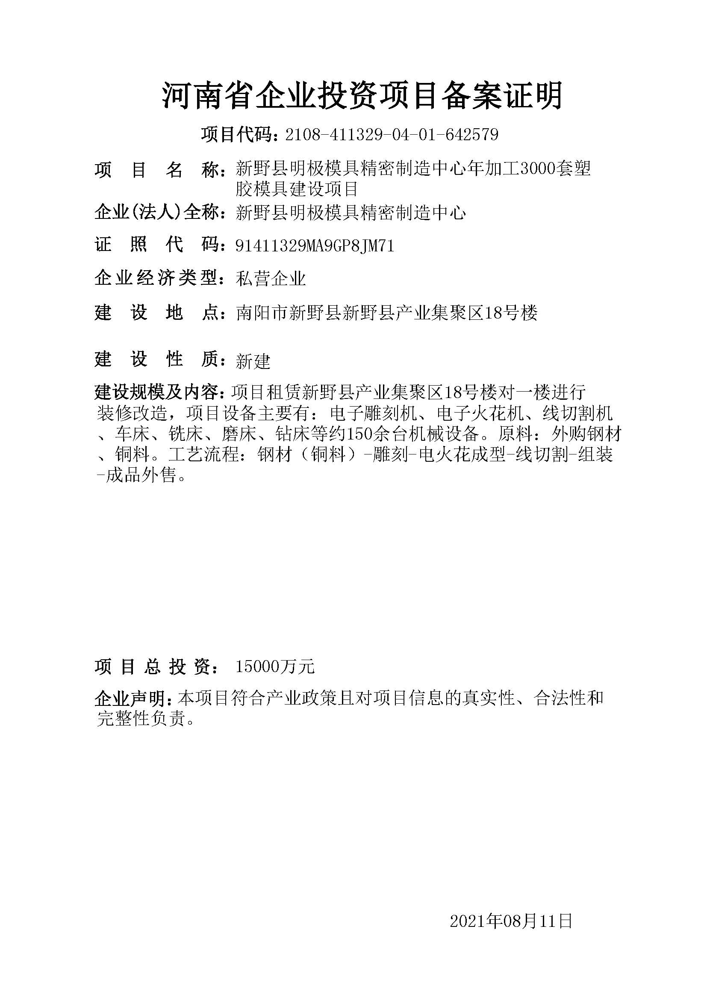 河南省企业投资项目备案证明
项目代码：2108-411329-04-01-642579
项目名称：新野县明极模具精密制造中心年加工3000套塑
胶模具建设项目
企业(法人)全称：新野县明极模具精密制造中心
证照代码：91411329MA9GP8JM71
企业经济类型：私营企业
建设地点：南阳市新野县新野县产业集聚区18号楼
建设性质：新建
建设规模及内容：项目租赁新野县产业集聚区18号楼对一楼进行
装修改造，项目设备主要有：电子雕刻机、电子火花机、线切割机
、车床、铣床、磨床、钻床等约150余台机械设备。原料：外购钢材
、铜料。工艺流程：钢材（铜料）-雕刻-电火花成型-线切割-组装
-成品外售。
项目总投资：15000万元
企业声明：本项目符合产业政策且对项目信息的真实性、合法性和
完整性负责。
2021年08月11日